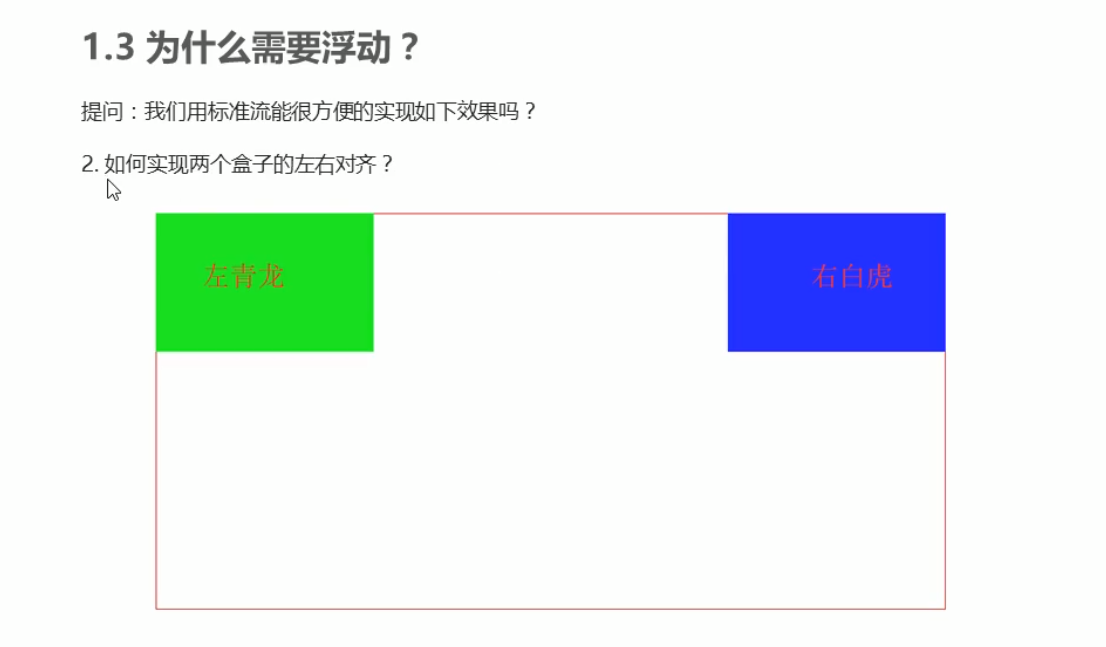 1.3 为什么需要浮动？
提问：我们用标准流能很方便的实现如下效果吗？
2. 如何实现两个盒子的左右对齐？
左青龙
右白虎